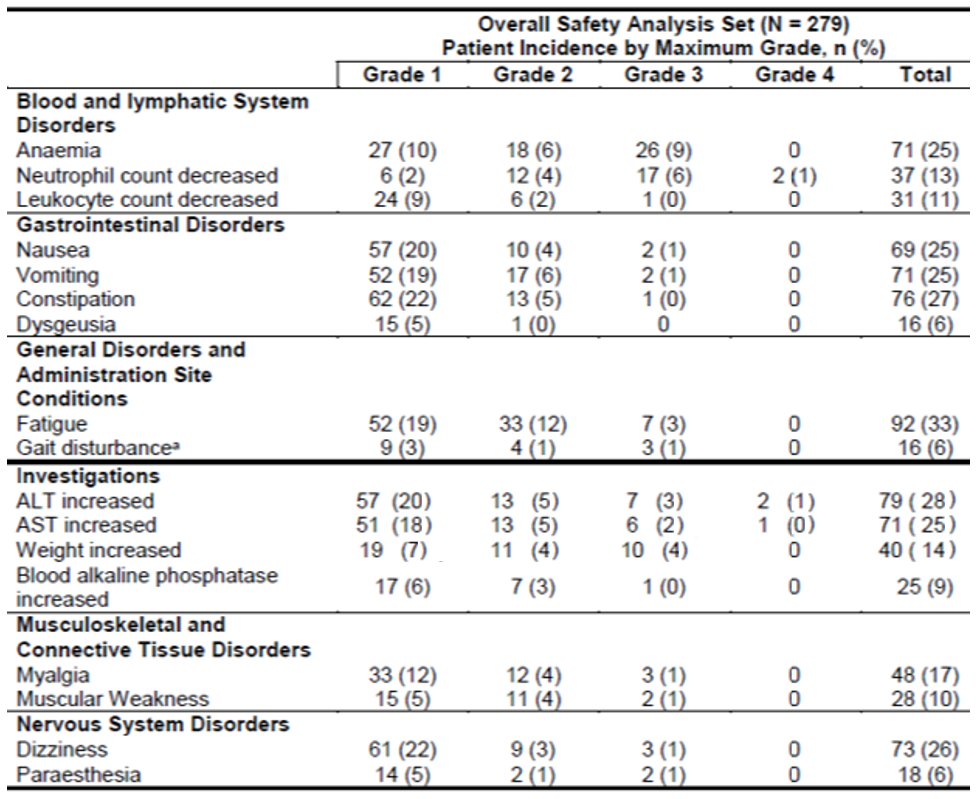 Overall Safety Analysis Set (N = 279)
Patient Incidence by Maximum Grade, n (%)
Grade 1 Grade 2 Grade 3 Grade 4 Total
Blood and lymphatic System
Disorders
Anaemia 27 (10) 18 (6) 26 (9) 0 71 (25)
Neutrophil count decreased 6 (2) 12 (4) 17 (6) 2 (1) 37 (13)
Leukocyte count decreased 24 (9) 6 (2) 1 (0) 0 31 (11)
Gastrointestinal Disorders
Nausea 57 (20) 10 (4) 2 (1) 0 69 (25)
Vomiting 52 (19) 17 (6) 2 (1) 0 71 (25)
Constipation 62 (22) 13 (5) 1 (0) 0 76 (27)
Dysgeusia 15 (5) 1 (0) 0 0 16 (6)
General Disorders and
Administration Site
Conditions
Fatigue 52 (19) 33 (12) 7 (3) 0 92 (33)
Gait disturbanceᵃ 9 (3) 4 (1) 3 (1) 0 16 (6)
Investigations
ALT increased 57 (20) 13 (5) 7 (3) 2 (1) 79 ( 28 )
AST increased 51 (18) 13 (5) 6 (2) 1 (0) 71 ( 25)
Weight increased 19 (7) 11 (4) 10 (4) 0 40 ( 14)
Blood alkaline phosphatase
increased 17 (6) 7 (3) 1 (0) 0 25 (9)
Musculoskeletal and
Connective Tissue Disorders
Myalgia 33 (12) 12 (4) 3 (1) 0 48 (17)
Muscular Weakness 15 (5) 11 (4) 2 (1) 0 28 (10)
Nervous System Disorders
Dizziness 61 (22) 9 (3) 3 (1) 0 73 (26)
Paraesthesia 14 (5) 2 (1) 2 (1) 0 18 (6)